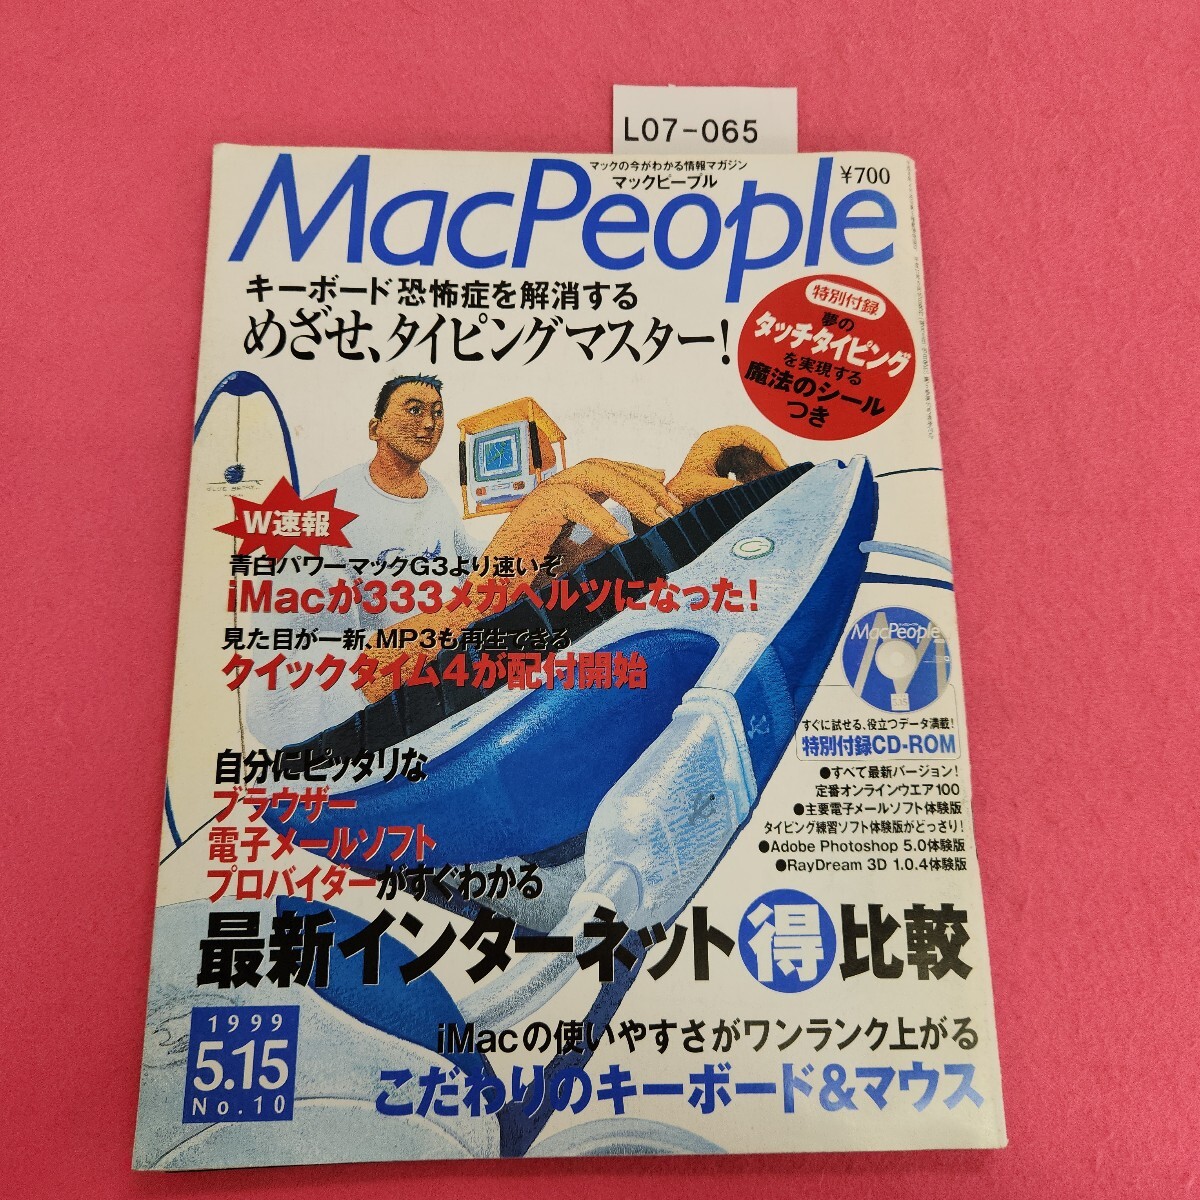 L07-065
マックの今がわかる情報マガジン
マックピープル
¥700
MacPeople
キーボード恐怖症を解消する
めざせ、タイピングマスター!
特別付録
夢の
タッチタイピング
を実現する
魔法のシール
つき
W速報
青白パワーマックG3より速いぞ
iMacが333メガヘルツになった!
見た目が一新、MP3も再生できる
クイックタイム4が配付開始
MacPeople
5.15
すぐに試せる、役立つデータ満載!
特別付録CD-ROM
●すべて最新バージョン!
定番オンラインウエア100
●主要電子メールソフト体験版
タイピング練習ソフト体験版がどっさり!
●Adobe Photoshop 5.0体験版
●RayDream 3D 1.0.4体験版
自分にピッタリな
ブラウザー
電子メールソフト
プロバイダーがすぐわかる
最新インターネット得比較
1999
5.15
No.10
iMacの使いやすさがワンランク上がる
こだわりのキーボード&マウス